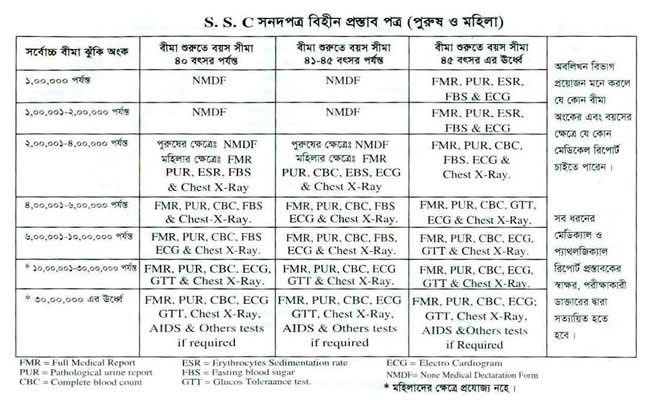 S. S. C সনদপত্র বিহীন প্রস্তাব পত্র (পুরুষ ও মহিলা)
সর্বোচ্চ বীমা ঝুঁকি অংক
বীমা শুরুতে বয়স সীমা
৪০ বৎসর পর্যন্ত
বীমা শুরুতে বয়স সীমা
৪১-৪৫ বৎসর পর্যন্ত
বীমা শুরুতে বয়স সীমা
৪৫ বৎসর এর উর্ধ্বে
১,০০,০০০ পর্যন্ত
NMDF
NMDF
FMR, PUR, ESR,
FBS & ECG
১,০০,০০১-২,০০,০০০ পর্যন্ত
NMDF
NMDF
FMR, PUR, ESR,
FBS & ECG
২,০০,০০১-৪,০০,০০০ পর্যন্ত
পুরুষের ক্ষেত্রেঃ NMDF
মহিলার ক্ষেত্রেঃ FMR
PUR, ESR, FBS
& Chest X-Ray
পুরুষের ক্ষেত্রেঃ NMDF
মহিলার ক্ষেত্রেঃ FMR
PUR, CBC, EBS, ECG
& Chest X-Ray
FMR, PUR, CBC,
FBS. ECG &
Chest X-Ray.
৪,০০,০০১-৬,০০,০০০ পর্যন্ত
FMR, PUR, CBC, FBS
& Chest-X-Ray.
FMR, PUR, CBC, FBS
ECG & Chest X-Ray.
FMR, PUR, CBC, GTT,
ECG & Chest X-Ray.
৬,০০,০০১-১০,০০,০০০ পর্যন্ত
FMR, PUR, CBC, FBS
ECG & Chest X-Ray.
FMR, PUR, CBC, FBS
& Chest X-Ray.
FMR, PUR, CBC, ECG,
GTT & Chest X-Ray.
* ১০,০০,০০১-৩০,০০,০০০ পর্যন্ত
FMR, PUR, CBC, ECG,
GTT & Chest X-Ray.
FMR, PUR, CBC, ECG
GTT & Chest X-Ray.
FMR, PUR, CBC, ECG
GTT & Chest X-Ray.
* ৩০,০০,০০০ এর উর্ধ্বে
FMR, PUR, CBC, ECG
GTT, Chest X-Ray,
AIDS & Others tests
if required
FMR, PUR, CBC, ECG
GTT, Chest X-Ray,
AIDS & Others tests
if required
FMR, PUR, CBC, ECG;
GTT, Chest X-Ray,
AIDS &Others tests
if Required
অবলিখন বিভাগ
প্রয়োজন মনে করলে
যে কোন বীমা
অংকের এবং বয়সের
ক্ষেত্রে যে কোন
মেডিকেল রিপোর্ট
চাইতে পারেন ।
সব ধরনের
মেডিক্যাল ও
প্যাথলজিক্যাল
রিপোর্ট প্রস্তাবকের
স্বাক্ষর, পরীক্ষাকারী
ডাক্তারের দ্বারা
সত্যায়িত হতে
হবে ।
FMR = Full Medical Report
ESR = Erythrocytes Sedimentation rate
ECG = Electro Cardiogram
PUR = Pathological urine report
FBS = Fasting blood sugar
NMDF= None Medical Dectaration Form
CBC = Complete blood count
GTT = Glucos Toleraance test.
* মহিলাদের ক্ষেত্রে প্রযোজ্য নহে ।